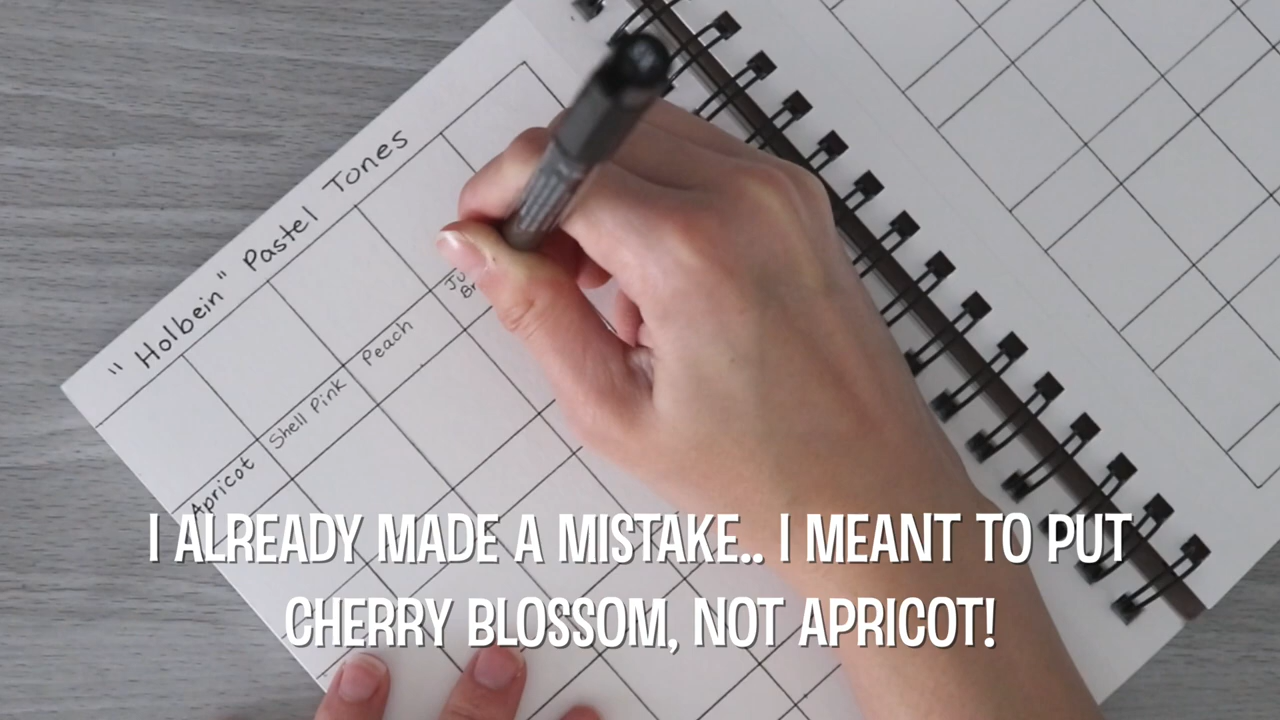 "Holbein" Pastel Tones
Apricot
Shell Pink
Peach
I ALREADY MADE A MISTAKE.. I MEANT TO PUT
CHERRY BLOSSOM, NOT APRICOT!